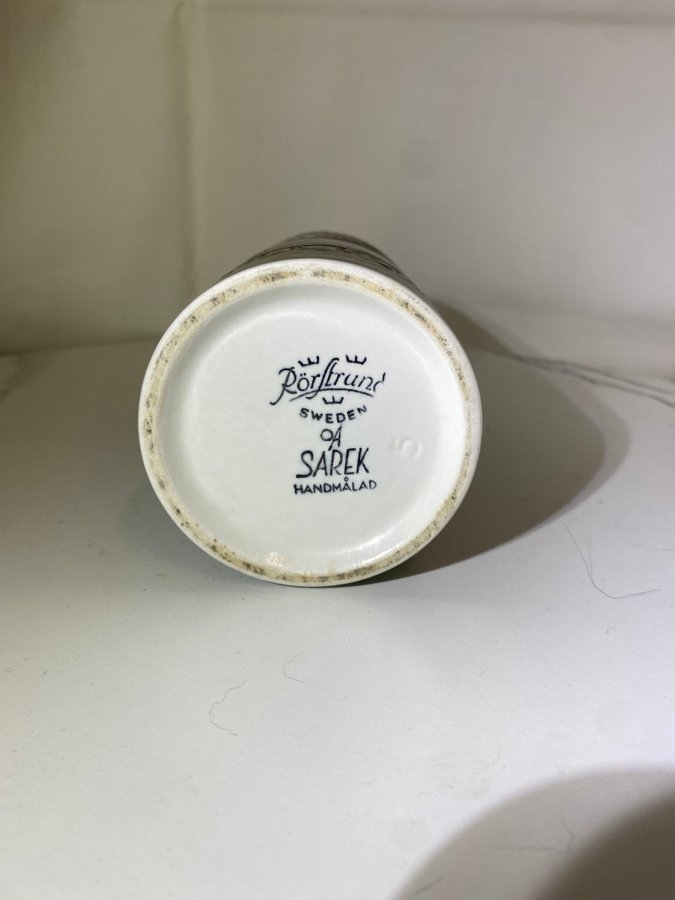 Rörstrand
SWEDEN
OA
SAREK
HANDMÅLAD
5